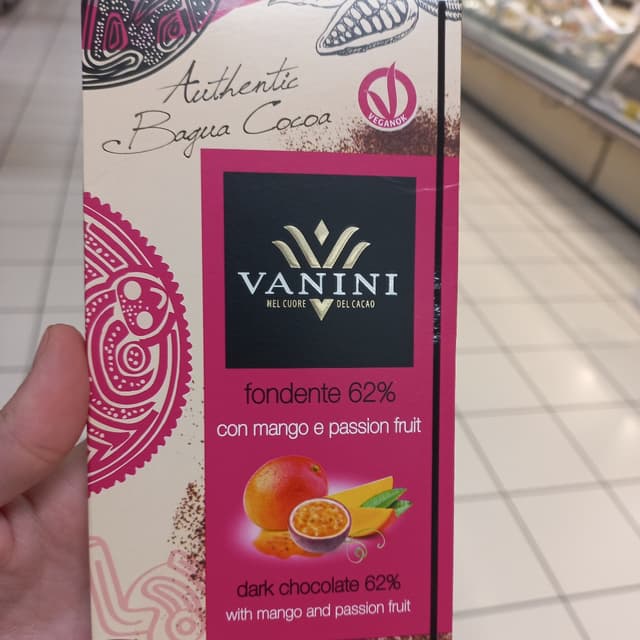 Authentic
Bagua Cocoa
VEGANOK
VANINI
NEL CUORE DEL CACAO
fondente 62%
con mango e passion fruit
dark chocolate 62%
with mango and passion fruit